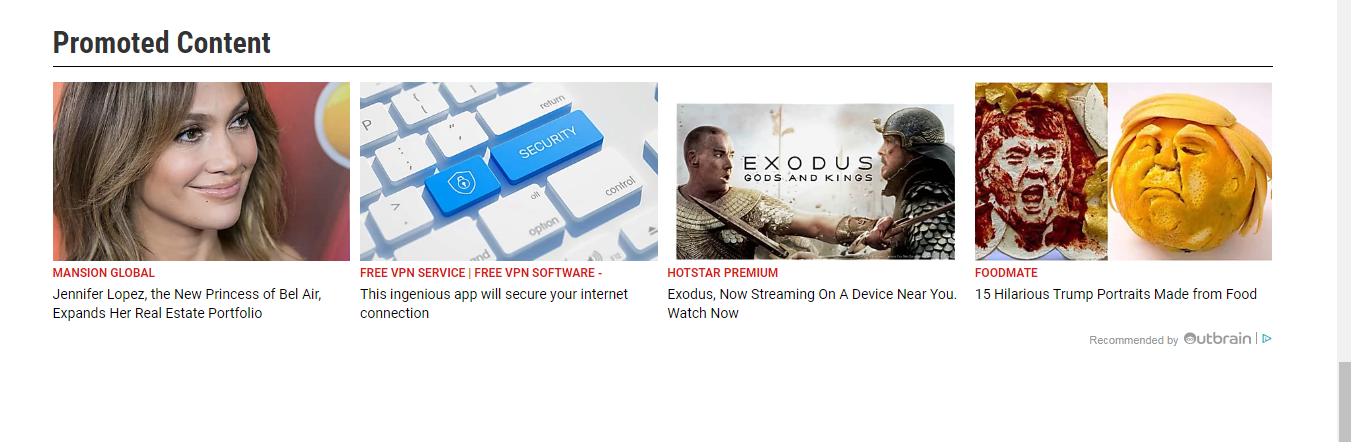 Promoted Content
return
SECURITY
control
option
alt
EXODUS
GODS AND KINGS
MANSION GLOBAL
Jennifer Lopez, the New Princess of Bel Air,
Expands Her Real Estate Portfolio
FREE VPN SERVICE | FREE VPN SOFTWARE -
This ingenious app will secure your internet
connection
HOTSTAR PREMIUM
Exodus, Now Streaming On A Device Near You.
Watch Now
FOODMATE
15 Hilarious Trump Portraits Made from Food
Recommended by Outbrain